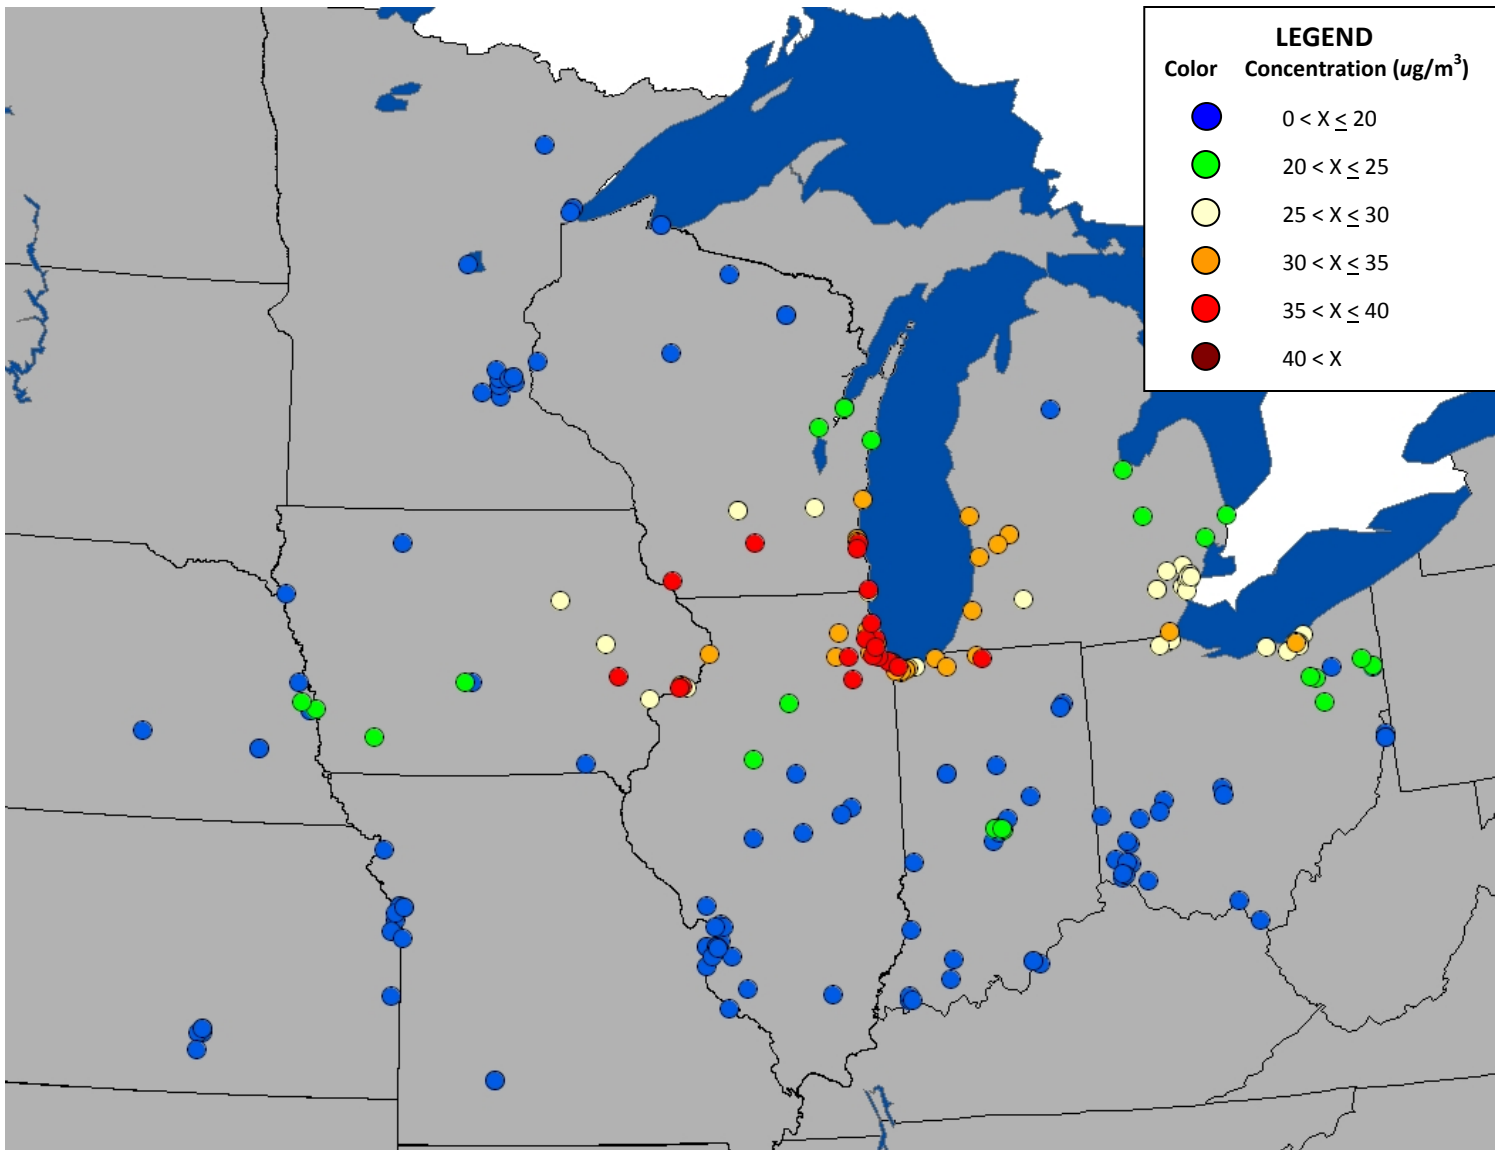 LEGEND
Color Concentration (ug/m³)
0 < X ≤ 20
20 < X ≤ 25
25 < X ≤ 30
30 < X ≤ 35
35 < X ≤ 40
40 < X